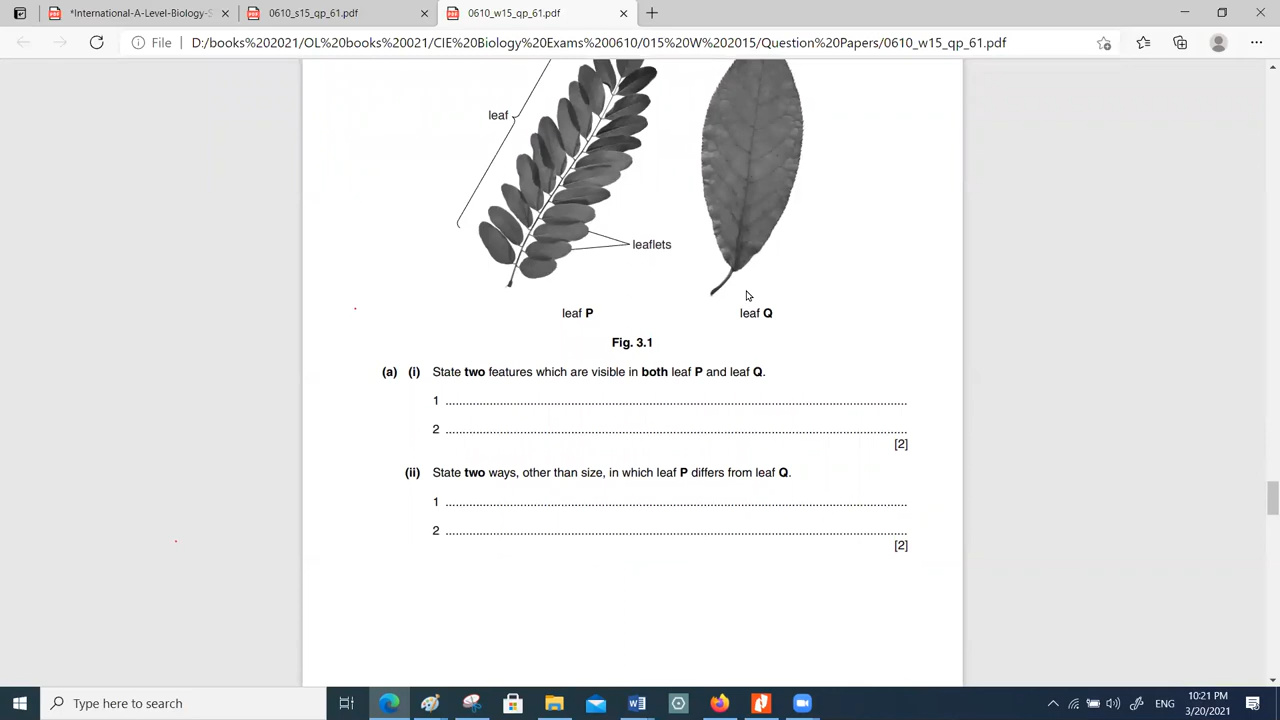 *International-A-Level-Biology-S
0610_s15_qp_61.pdf
0610_w15_qp_61.pdf
File
D:/books%202021/OL%20books%20021/CIE%20Biology%20Exams%200610/015%20W%202015/Question%20Papers/0610_w15_qp_61.pdf
leaf
leaflets
leaf P
leaf Q
Fig. 3.1
(a) (i) State two features which are visible in both leaf P and leaf Q.
1
2
[2]
(ii) State two ways, other than size, in which leaf P differs from leaf Q.
1
2
[2]
Type here to search
ENG
10:21 PM
3/20/2021